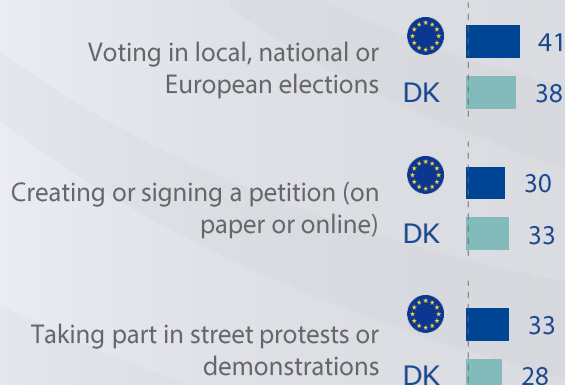 Voting in local, national or
European elections
41
DK
38
Creating or signing a petition (on
paper or online)
30
DK
33
Taking part in street protests or
demonstrations
33
DK
28